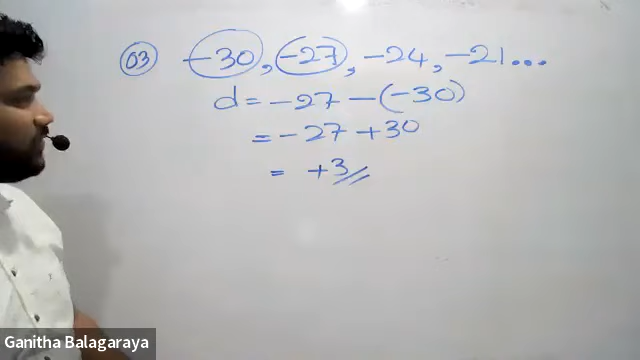 03 -30, -27, -24, -21...
d = -27 - (-30)
= -27 + 30
= +3
Ganitha Balagaraya